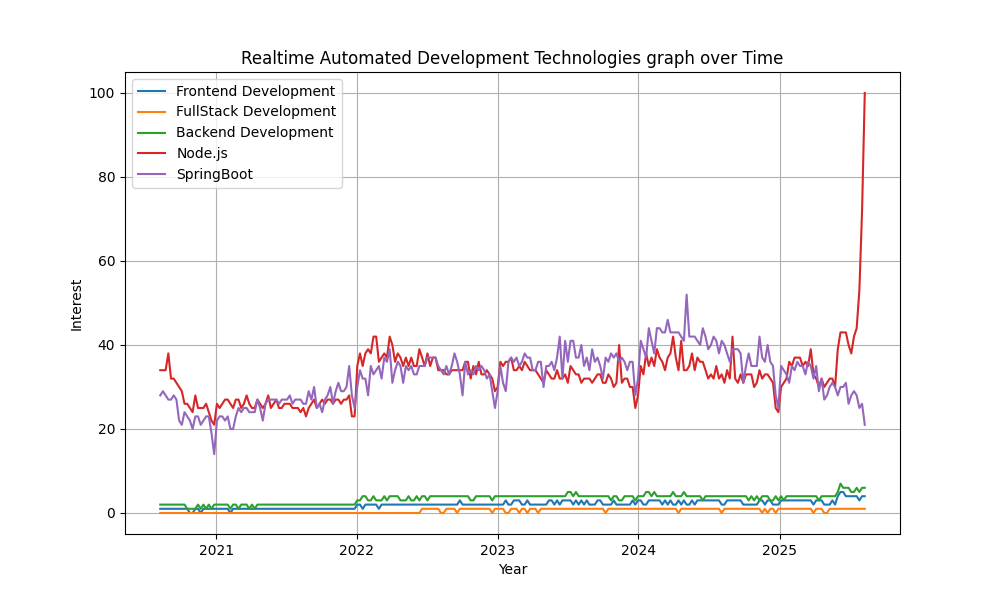 Realtime Automated Development Technologies graph over Time
Frontend Development
FullStack Development
Backend Development
Node.js
SpringBoot
100
80
60
40
20
0
Interest
2021 2022 2023 2024 2025
Year